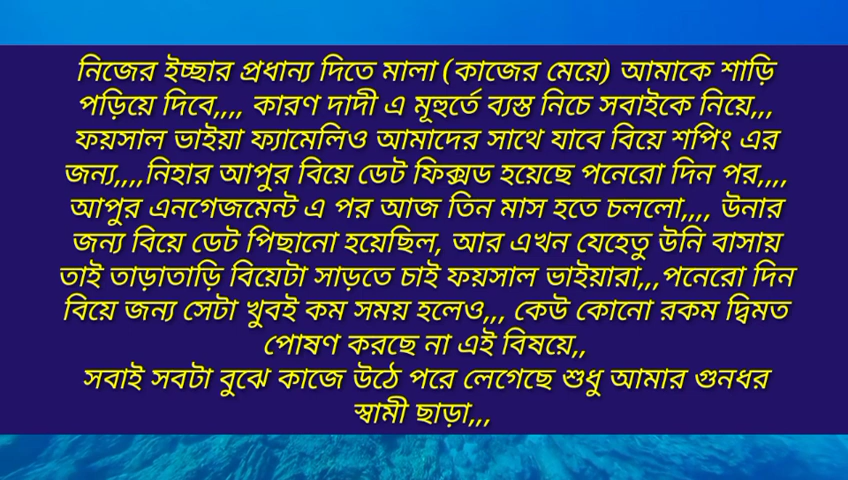 নিজের ইচ্ছার প্রধান্য দিতে মালা (কাজের মেয়ে) আমাকে শাড়ি
পড়িয়ে দিবে,,,, কারণ দাদী এ মূহুর্তে ব্যস্ত নিচে সবাইকে নিয়ে,,,
ফয়সাল ভাইয়া ফ্যামেলিও আমাদের সাথে যাবে বিয়ে শপিং এর
জন্য,,,,নিহার আপুর বিয়ে ডেট ফিক্সড হয়েছে পনেরো দিন পর,,,,
আপুর এনগেজমেন্ট এ পর আজ তিন মাস হতে চললো,,,, উনার
জন্য বিয়ে ডেট পিছানো হয়েছিল, আর এখন যেহেতু উনি বাসায়
তাই তাড়াতাড়ি বিয়েটা সাড়তে চাই ফয়সাল ভাইয়ারা,,,পনেরো দিন
বিয়ে জন্য সেটা খুবই কম সময় হলেও,,, কেউ কোনো রকম দ্বিমত
পোষণ করছে না এই বিষয়ে,,
সবাই সবটা বুঝে কাজে উঠে পরে লেগেছে শুধু আমার গুনধর
স্বামী ছাড়া,,,